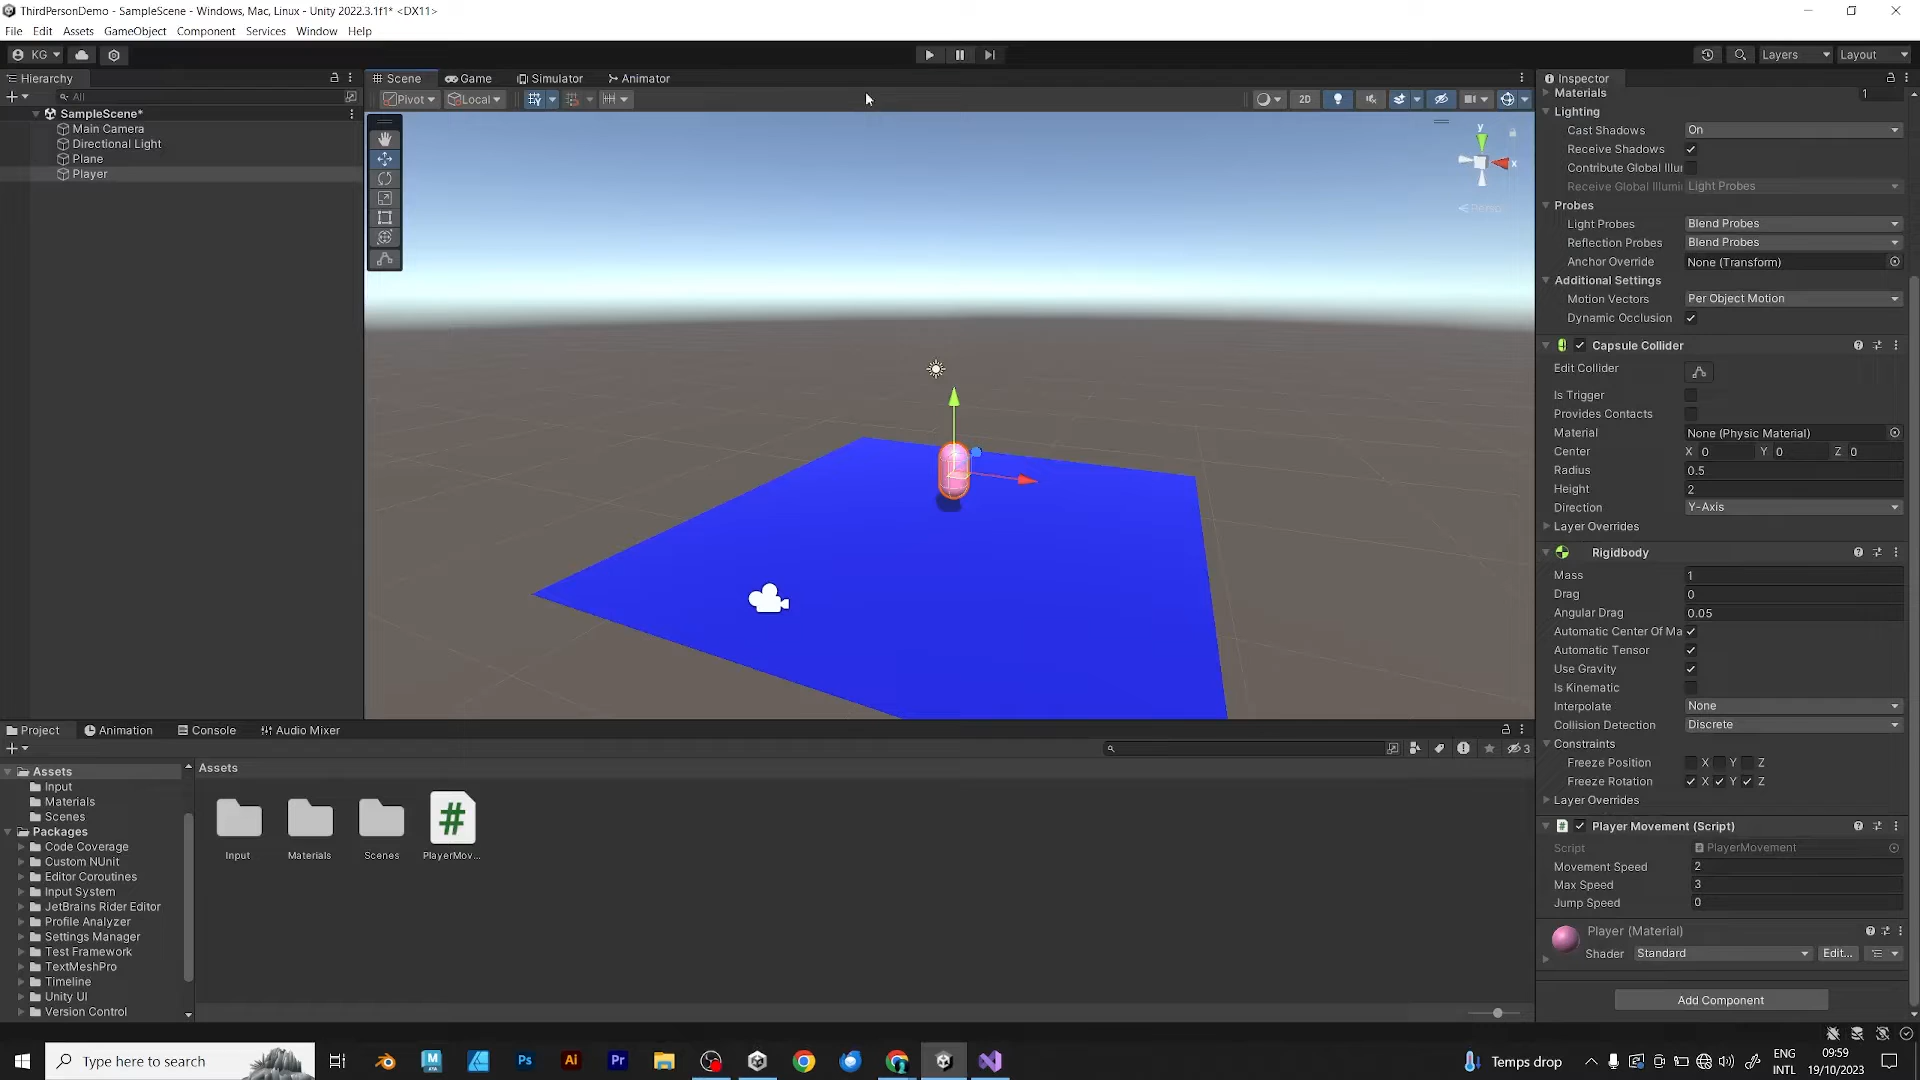 ThirdPersonDemo - SampleScene - Windows, Mac, Linux - Unity 2022.3.1f1* <DX11>
File Edit Assets GameObject Component Services Window Help
KG Layers Layout
Hierarchy
All
SampleScene*
Main Camera
Directional Light
Plane
Player
Scene Game Simulator Animator
Pivot Local 2D
y
x
Persp
Inspector
Materials 1
Lighting
Cast Shadows On
Receive Shadows
Contribute Global Illu
Receive Global Illumi Light Probes
Probes
Light Probes Blend Probes
Reflection Probes Blend Probes
Anchor Override None (Transform)
Additional Settings
Motion Vectors Per Object Motion
Dynamic Occlusion
Capsule Collider
Edit Collider
Is Trigger
Provides Contacts
Material None (Physic Material)
Center X 0 Y 0 Z 0
Radius 0.5
Height 2
Direction Y-Axis
Layer Overrides
Rigidbody
Mass 1
Drag 0
Angular Drag 0.05
Automatic Center Of Ma
Automatic Tensor
Use Gravity
Is Kinematic
Interpolate None
Collision Detection Discrete
Constraints
Freeze Position X Y Z
Freeze Rotation X Y Z
Layer Overrides
# Player Movement (Script)
Script PlayerMovement
Movement Speed 2
Max Speed 3
Jump Speed 0
Player (Material)
Shader Standard Edit...
Add Component
Project Animation Console Audio Mixer
3
Assets
Input
Materials
Scenes
Packages
Code Coverage
Custom NUnit
Editor Coroutines
Input System
JetBrains Rider Editor
Profile Analyzer
Settings Manager
Test Framework
TextMeshPro
Timeline
Unity UI
Version Control
Assets
#
Input Materials Scenes PlayerMov...
Type here to search
M
Ps Ai Pr
Temps drop
ENG
INTL
09:59
19/10/2023